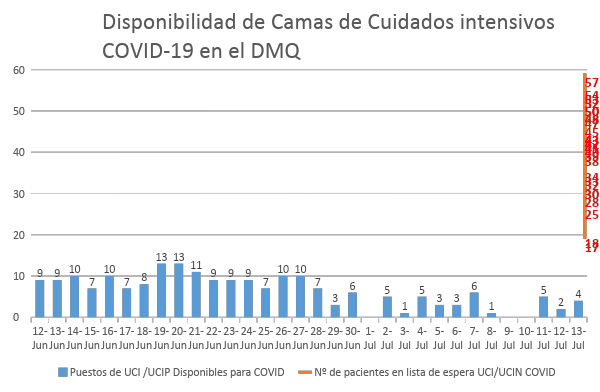 Disponibilidad de Camas de Cuidados intensivos
COVID-19 en el DMQ
60
50
40
30
20
10
0
9 9 10 7 10 7 8 13 13 11 9 9 9 7 10 10 7 3 6 5 1 5 3 3 6 1 5 2 4
57
54
50
45
38
34
28
25
18
17
12- 13- 14- 15- 16- 17- 18- 19- 20- 21- 22- 23- 24- 25- 26- 27- 28- 29- 30- 1- 2- 3- 4- 5- 6- 7- 8- 9- 10- 11- 12- 13-
Jun Jun Jun Jun Jun Jun Jun Jun Jun Jun Jun Jun Jun Jun Jun Jun Jun Jun Jun Jul Jul Jul Jul Jul Jul Jul Jul Jul Jul Jul Jul Jul
Puestos de UCI /UCIP Disponibles para COVID Nº de pacientes en lista de espera UCI/UCIN COVID